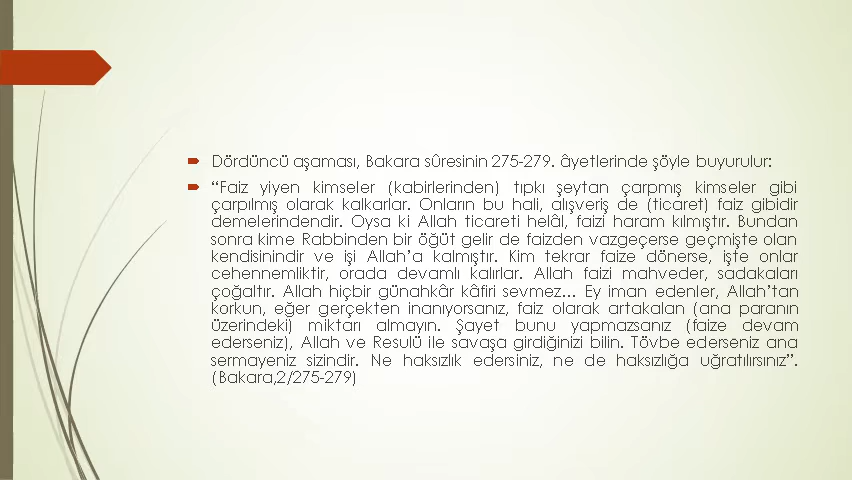 Dördüncü aşaması, Bakara sûresinin 275-279. âyetlerinde şöyle buyurulur:
“Faiz yiyen kimseler (kabirlerinden) tıpkı şeytan çarpmış kimseler gibi
çarpılmış olarak kalkarlar. Onların bu hali, alışveriş de (ticaret) faiz gibidir
demelerindendir. Oysa ki Allah ticareti helâl, faizi haram kılmıştır. Bundan
sonra kime Rabbinden bir öğüt gelir de faizden vazgeçerse geçmişte olan
kendisinindir ve işi Allah’a kalmıştır. Kim tekrar faize dönerse, işte onlar
cehennemliktir, orada devamlı kalırlar. Allah faizi mahveder, sadakaları
çoğaltır. Allah hiçbir günahkâr kâfiri sevmez… Ey iman edenler, Allah’tan
korkun, eğer gerçekten inanıyorsanız, faiz olarak artakalan (ana paranın
üzerindeki) miktarı almayın. Şayet bunu yapmazsanız (faize devam
ederseniz), Allah ve Resulü ile savaşa girdiğinizi bilin. Tövbe ederseniz ana
sermayeniz sizindir. Ne haksızlık edersiniz, ne de haksızlığa uğratılırsınız”.
(Bakara,2/275-279)